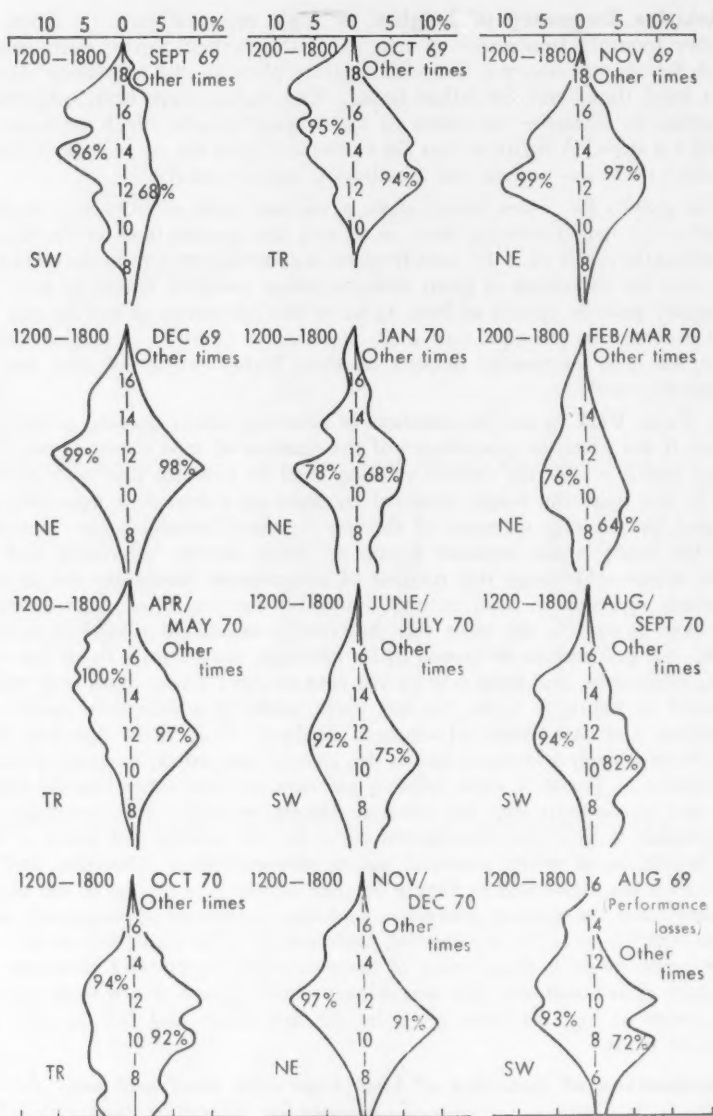 10 5 0 5 10% 10 5 0 5 10% 10 5 0 5 10%
1200—1800 SEPT 69
Other times
18
16
14
12
10
8
96%
68%
SW
1200—1800 OCT 69
Other times
18
16
14
12
10
95%
94%
TR
1200—1800 NOV 69
Other times
18
16
14
12
10
8
99%
97%
NE
1200—1800 DEC 69
Other times
16
14
12
10
8
99%
98%
NE
1200—1800 JAN 70
Other times
16
14
12
10
8
78%
68%
NE
1200—1800 FEB/MAR 70
Other times
14
12
10
8
76%
64%
NE
1200—1800 APR/
MAY 70
Other
times
16
14
12
10
8
100%
97%
TR
1200—1800 JUNE/
JULY 70
Other
times
16
14
12
10
8
92%
75%
SW
1200—1800 AUG/
SEPT 70
Other
times
16
14
12
10
8
94%
82%
SW
1200—1800 OCT 70
Other times
16
14
12
10
8
94%
92%
TR
1200—1800 NOV/
DEC 70
Other
times
16
14
12
10
8
97%
91%
NE
1200—1800 AUG 69
(Performance
losses)
Other
times
16
14
12
10
8
6
93%
72%
SW